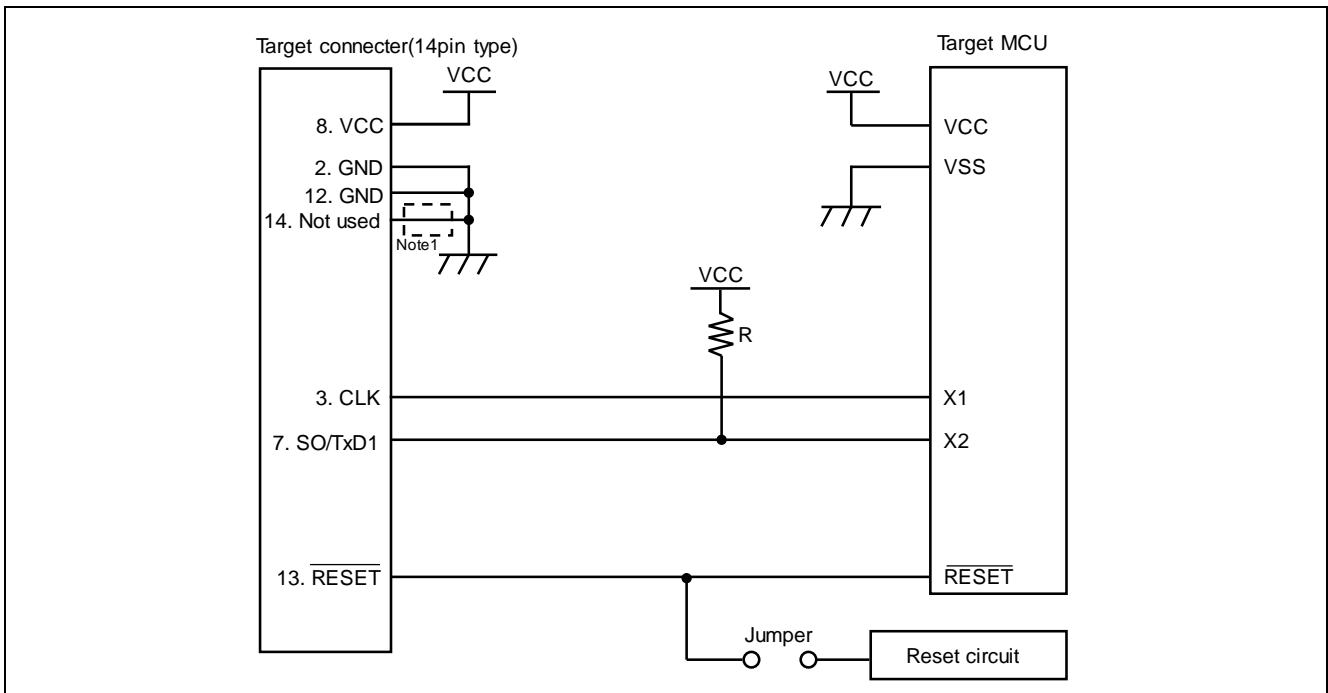 Target connecter(14pin type)
Target MCU
VCC
VCC
8. VCC
VCC
2. GND
VSS
12. GND
14. Not used
Note1
VCC
R
3. CLK
X1
7. SO/TxD1
X2
13. RESET
RESET
Jumper
Reset circuit